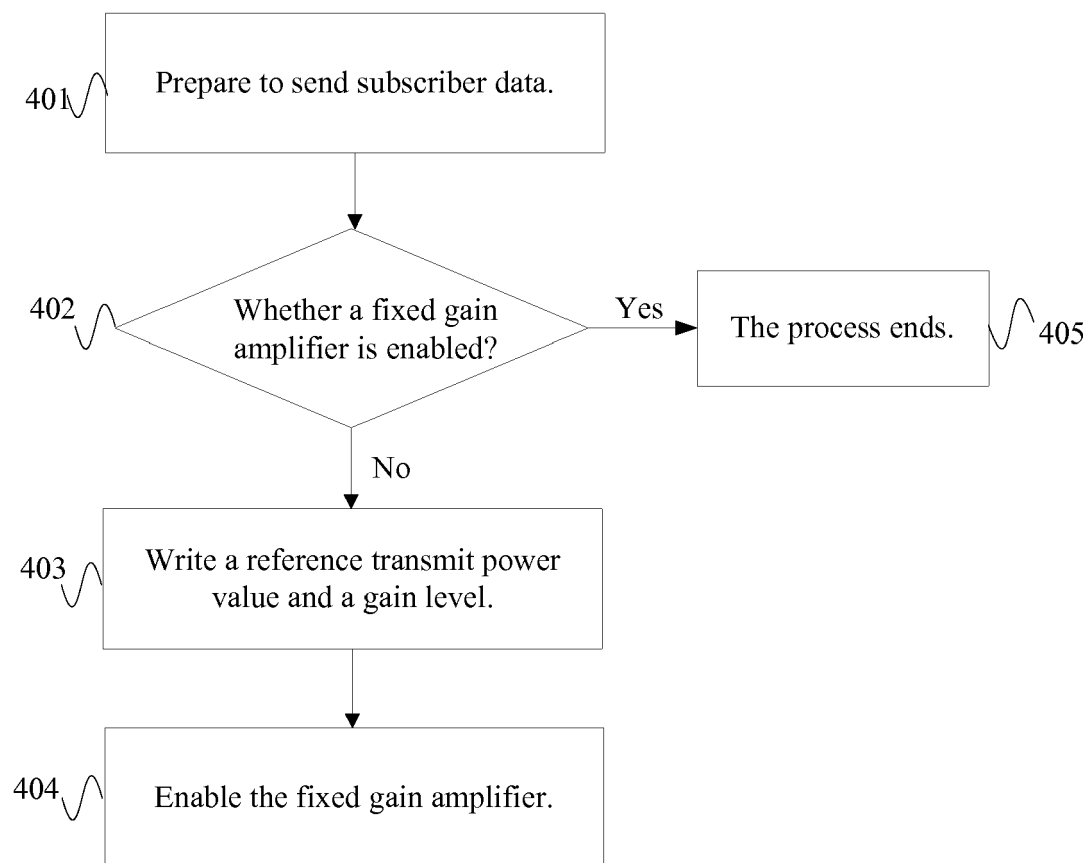 401
Prepare to send subscriber data.
402
Whether a fixed gain
amplifier is enabled?
Yes
The process ends.
405
No
403
Write a reference transmit power
value and a gain level.
404
Enable the fixed gain amplifier.